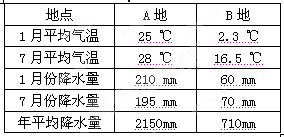 地点 A 地 B 地
1 月平均气温 25 ℃ 2.3 ℃
7 月平均气温 28 ℃ 16.5 ℃
1 月份降水量 210 mm 60 mm
7 月份降水量 195 mm 70 mm
年平均降水量 2150mm 710mm